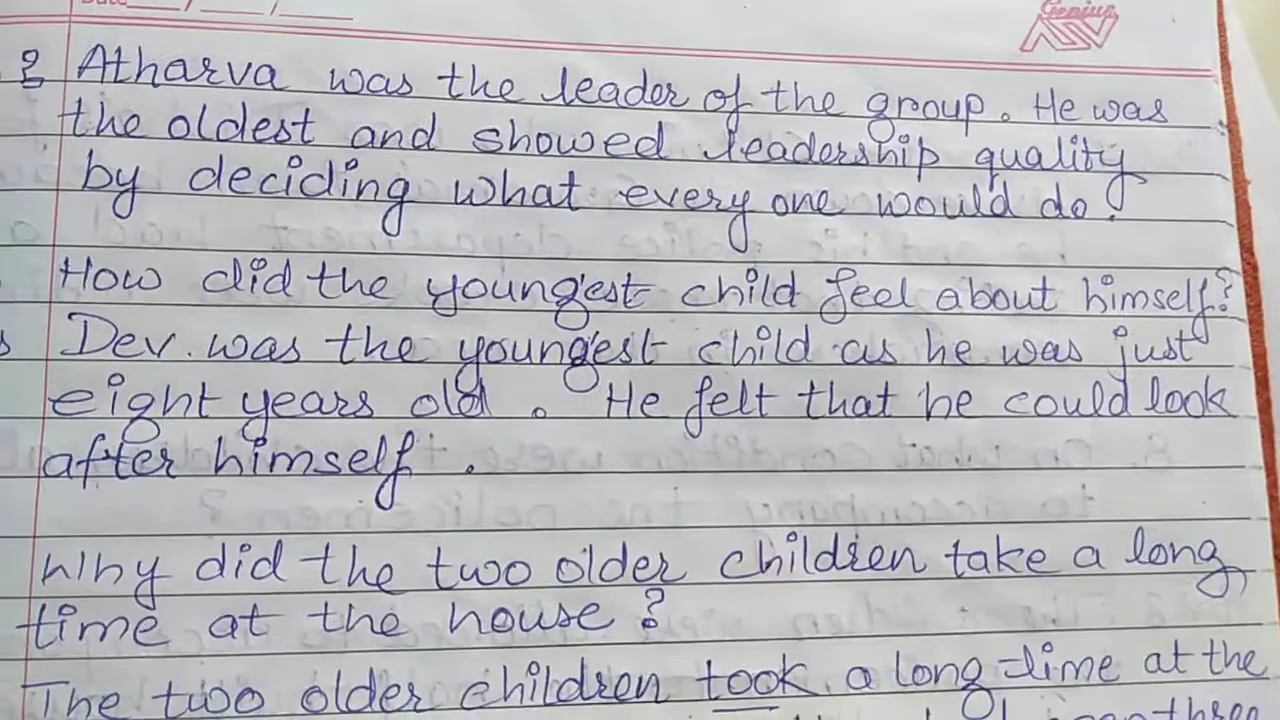 Date / /
Genius
? Atharva was the leader of the group. He was
the oldest and showed leadership quality
by deciding what every one would do.
How did the youngest child feel about himself?
s Dev. was the youngest child as he was just
eight years old. He felt that he could look
after himself.
Why did the two older children take a long
time at the house?
The two older children took a long time at the